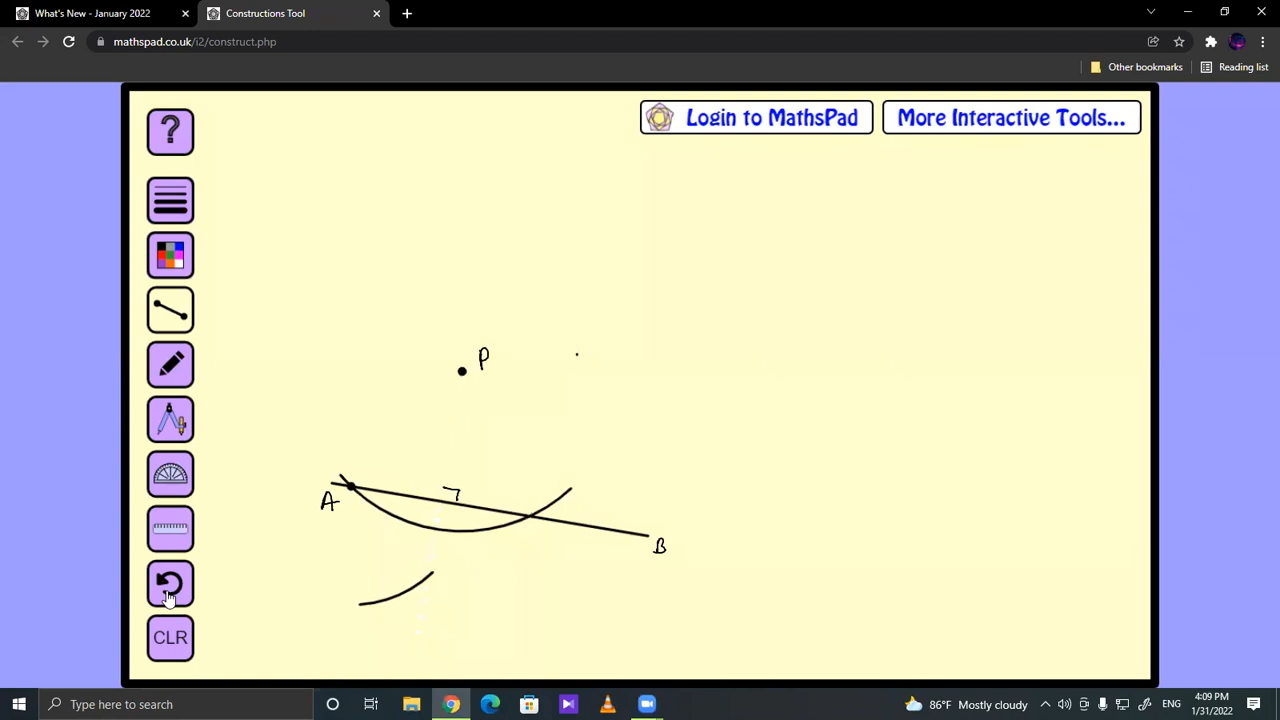 What's New - January 2022
Constructions Tool
mathspad.co.uk/i2/construct.php
Other bookmarks
Reading list
?
Login to MathsPad
More Interactive Tools...
P
A
B
CLR
Type here to search
86°F Mostly cloudy
ENG
4:09 PM
1/31/2022